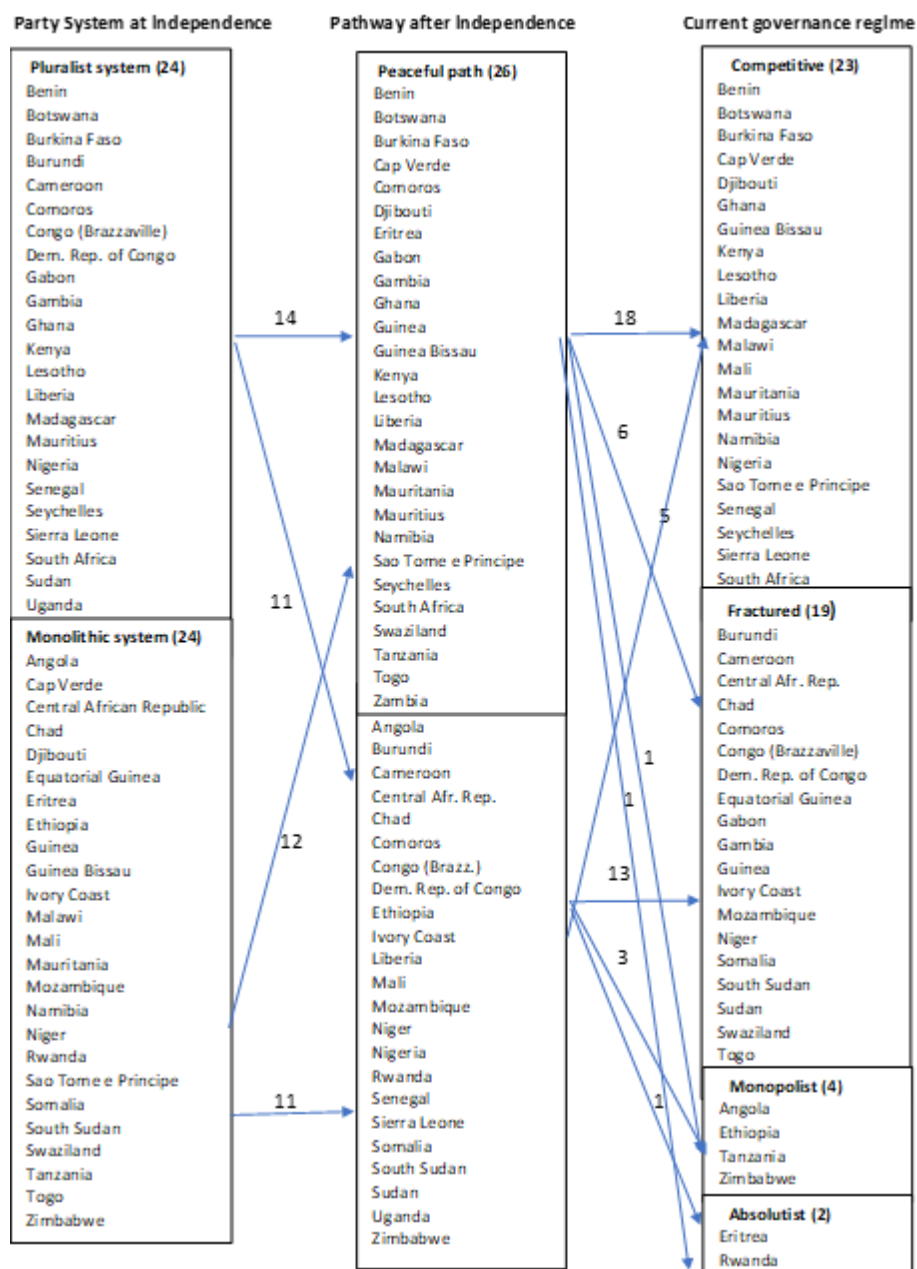 Party System at Independence
Pluralist system (24)
Benin
Botswana
Burkina Faso
Burundi
Cameroon
Comoros
Congo (Brazzaville)
Dem. Rep. of Congo
Gabon
Gambia
Ghana
Kenya
Lesotho
Liberia
Madagascar
Mauritius
Nigeria
Senegal
Seychelles
Sierra Leone
South Africa
Sudan
Uganda
Monolithic system (24)
Angola
Cap Verde
Central African Republic
Chad
Djibouti
Equatorial Guinea
Eritrea
Ethiopia
Guinea
Guinea Bissau
Ivory Coast
Malawi
Mali
Mauritania
Mozambique
Namibia
Niger
Rwanda
Sao Tome e Principe
Somalia
South Sudan
Swaziland
Tanzania
Togo
Zimbabwe
14
11
12
11
Pathway after Independence
Peaceful path (26)
Benin
Botswana
Burkina Faso
Cap Verde
Comoros
Djibouti
Eritrea
Gabon
Gambia
Ghana
Guinea
Guinea Bissau
Kenya
Lesotho
Liberia
Madagascar
Malawi
Mauritania
Mauritius
Namibia
Sao Tome e Principe
Seychelles
South Africa
Swaziland
Tanzania
Togo
Zambia
Angola
Burundi
Cameroon
Central Afr. Rep.
Chad
Comoros
Congo (Brazz.)
Dem. Rep. of Congo
Ethiopia
Ivory Coast
Liberia
Mali
Mozambique
Niger
Nigeria
Rwanda
Senegal
Sierra Leone
Somalia
South Sudan
Sudan
Uganda
Zimbabwe
18
6
5
1
1
13
3
1
Current governance regime
Competitive (23)
Benin
Botswana
Burkina Faso
Cap Verde
Djibouti
Ghana
Guinea Bissau
Kenya
Lesotho
Liberia
Madagascar
Malawi
Mali
Mauritania
Mauritius
Namibia
Nigeria
Sao Tome e Principe
Senegal
Seychelles
Sierra Leone
South Africa
Fractured (19)
Burundi
Cameroon
Central Afr. Rep.
Chad
Comoros
Congo (Brazzaville)
Dem. Rep. of Congo
Equatorial Guinea
Gabon
Gambia
Guinea
Ivory Coast
Mozambique
Niger
Somalia
South Sudan
Sudan
Swaziland
Togo
Monopolist (4)
Angola
Ethiopia
Tanzania
Zimbabwe
Absolutist (2)
Eritrea
Rwanda